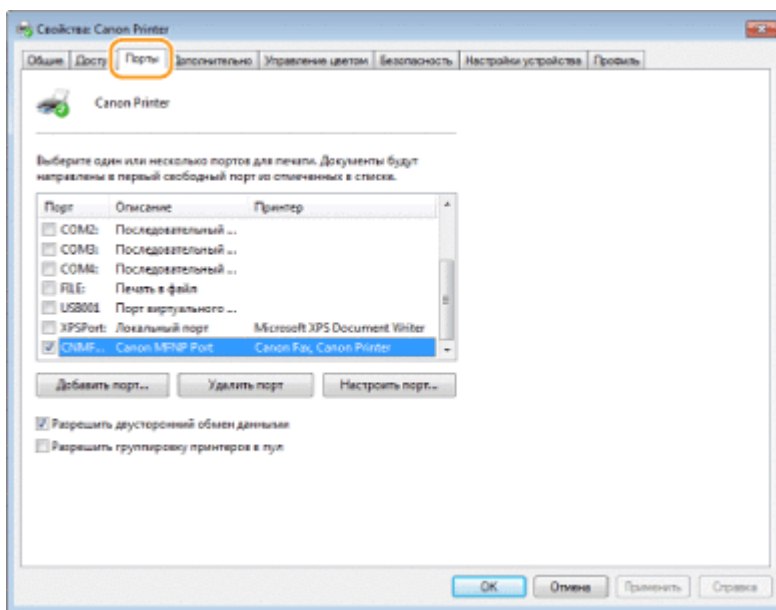 Свойства: Canon Printer
Общие Доступ Порты Дополнительно Управление цветом Безопасность Настройки устройства Профиль
Canon Printer
Выберите один или несколько портов для печати. Документы будут
направлены в первый свободный порт из отмеченных в списке.
Порт Описание Принтер
COM2: Последовательный ...
COM3: Последовательный ...
COM4: Последовательный ...
FILE: Печать в файл
USB001 Порт виртуального ...
XPSPort: Локальный порт Microsoft XPS Document Writer
CNMF... Canon MFNP Port Canon Fax, Canon Printer
Добавить порт... Удалить порт Настроить порт...
Разрешить двусторонний обмен данными
Разрешить группировку принтеров в пул
OK Отмена Применить Справка